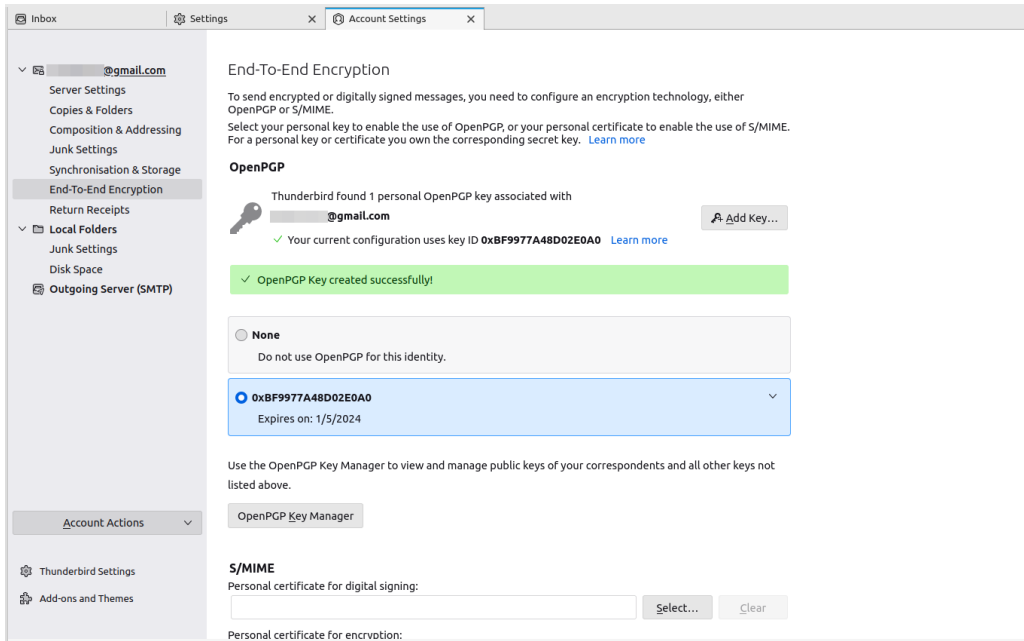 Inbox
Settings
Account Settings
@gmail.com
Server Settings
Copies & Folders
Composition & Addressing
Junk Settings
Synchronisation & Storage
End-To-End Encryption
Return Receipts
Local Folders
Junk Settings
Disk Space
Outgoing Server (SMTP)
Account Actions
Thunderbird Settings
Add-ons and Themes
End-To-End Encryption
To send encrypted or digitally signed messages, you need to configure an encryption technology, either
OpenPGP or S/MIME.
Select your personal key to enable the use of OpenPGP, or your personal certificate to enable the use of S/MIME.
For a personal key or certificate you own the corresponding secret key. Learn more
OpenPGP
Thunderbird found 1 personal OpenPGP key associated with
@gmail.com
Add Key...
Your current configuration uses key ID 0xBF9977A48D02E0A0 Learn more
OpenPGP Key created successfully!
None
Do not use OpenPGP for this identity.
0xBF9977A48D02E0A0
Expires on: 1/5/2024
Use the OpenPGP Key Manager to view and manage public keys of your correspondents and all other keys not
listed above.
OpenPGP Key Manager
S/MIME
Personal certificate for digital signing:
Select...
Clear
Personal certificate for encryption: